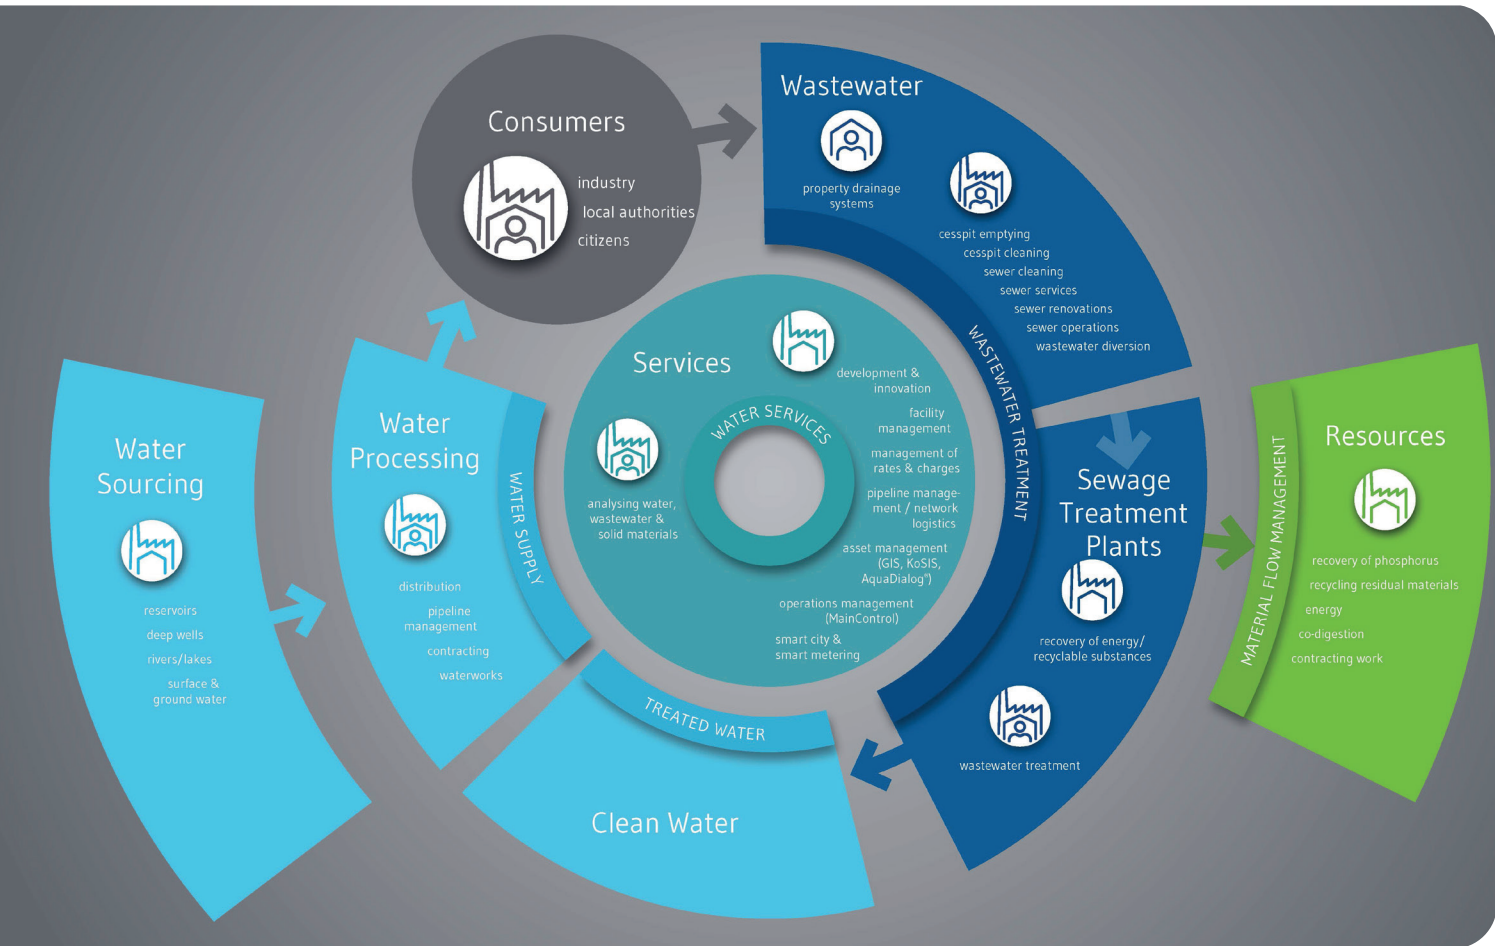 Consumers
industry
local authorities
citizens
Wastewater
property drainage
systems
cesspit emptying
cesspit cleaning
sewer cleaning
sewer services
sewer renovations
sewer operations
wastewater diversion
WASTEWATER TREATMENT
Services
development &
innovation
facility
management
management of
rates & charges
pipeline manage-
ment / network
logistics
asset management
(GIS, KoSIS,
AquaDialog®)
operations management
(MainControl)
smart city &
smart metering
analysing water,
wastewater &
solid materials
WATER SERVICES
Water
Sourcing
reservoirs
deep wells
rivers/lakes
surface &
ground water
Water
Processing
distribution
pipeline
management
contracting
waterworks
WATER SUPPLY
TREATED WATER
Clean Water
Sewage
Treatment
Plants
recovery of energy/
recyclable substances
wastewater treatment
MATERIAL FLOW MANAGEMENT
Resources
recovery of phosphorus
recycling residual materials
energy
co-digestion
contracting work